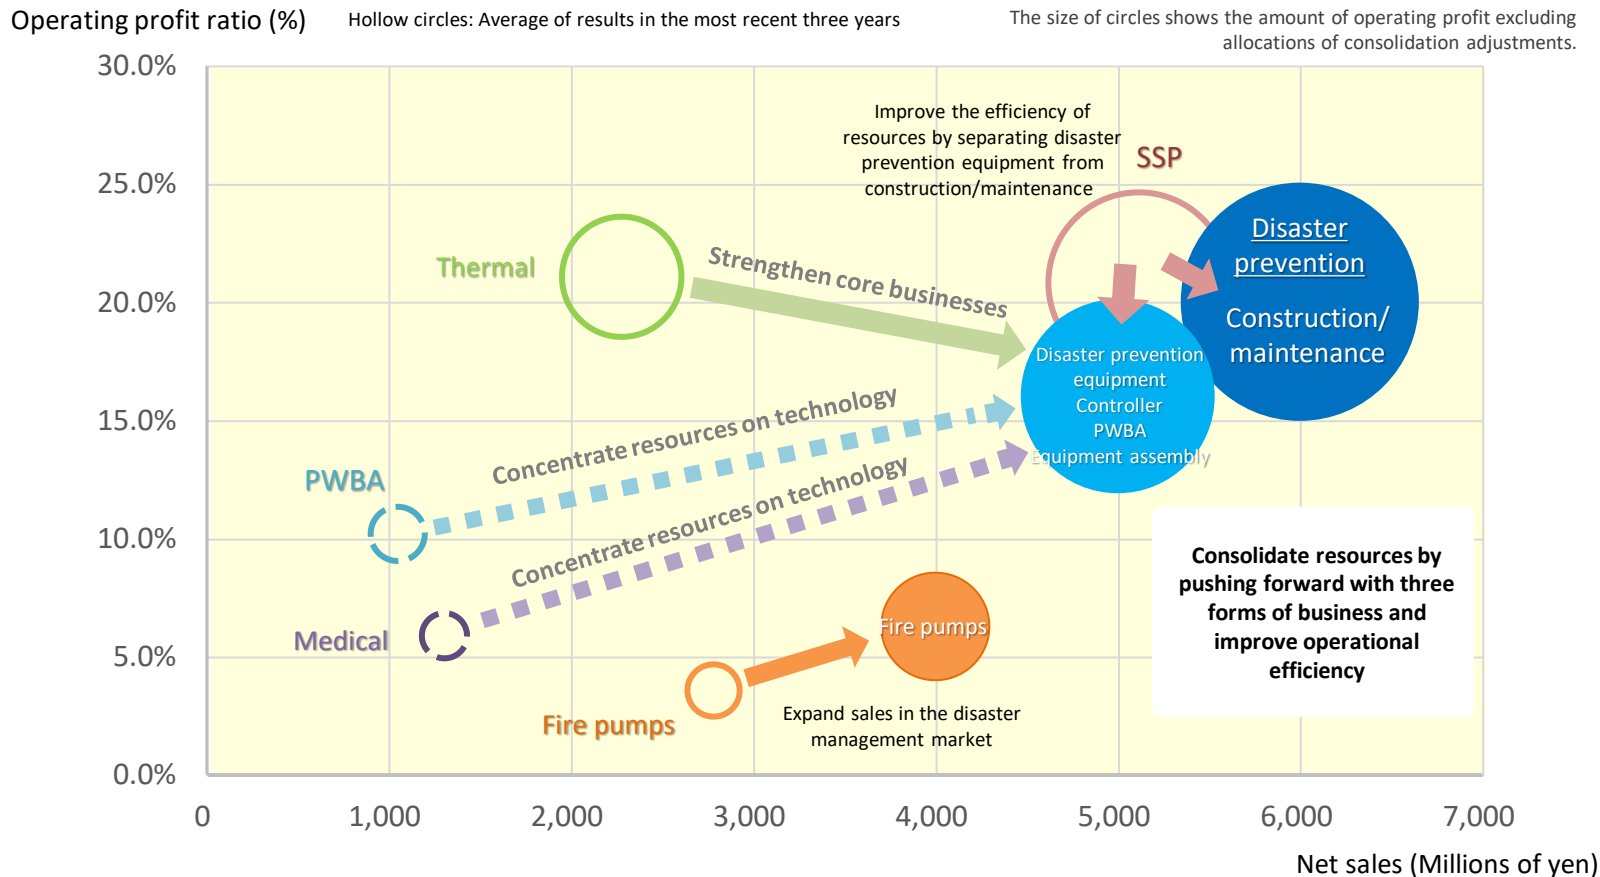 Operating profit ratio (%)
Hollow circles: Average of results in the most recent three years
The size of circles shows the amount of operating profit excluding
allocations of consolidation adjustments.
30.0%
25.0%
20.0%
15.0%
10.0%
5.0%
0.0%
Improve the efficiency of
resources by separating disaster
prevention equipment from
construction/maintenance
SSP
Disaster
prevention
Construction/
maintenance
Thermal
Strengthen core businesses
Disaster prevention
equipment
Controller
PWBA
Equipment assembly
PWBA
Concentrate resources on technology
Medical
Concentrate resources on technology
Fire pumps
Fire pumps
Expand sales in the disaster
management market
Consolidate resources by
pushing forward with three
forms of business and
improve operational
efficiency
0
1,000
2,000
3,000
4,000
5,000
6,000
7,000
Net sales (Millions of yen)